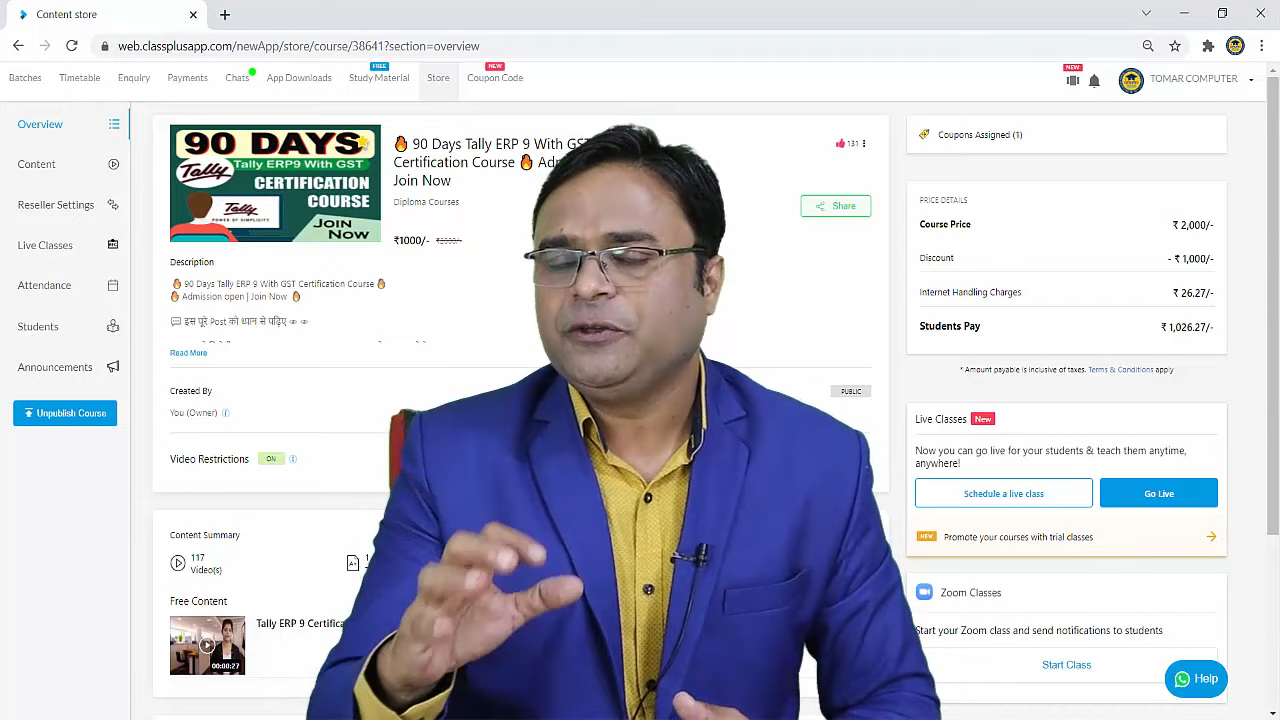 Content store
web.classplusapp.com/newApp/store/course/38641?section=overview
Batches
Timetable
Enquiry
Payments
Chats
App Downloads
FREE
Study Material
Store
NEW
Coupon Code
NEW
TOMAR COMPUTER
Overview
Content
Reseller Settings
Live Classes
Attendance
Students
Announcements
Unpublish Course
90 DAYS
Tally
Tally ERP9 With GST
CERTIFICATION
COURSE
Tally
POWER OF SIMPLICITY
JOIN
NOW
🔥 90 Days Tally ERP 9 With GST
Certification Course 🔥
Join Now
Diploma Courses
₹1000/-
131
Share
Description
🔥 90 Days Tally ERP 9 With GST Certification Course 🔥
🔥 Admission open | Join Now 🔥
💬 इस पूरे Post को ध्यान से पढ़िए 👀 👀
Read More
Created By
You (Owner)
PUBLIC
Video Restrictions
ON
Content Summary
117
Video(s)
Free Content
Tally ERP 9
00:00:27
Coupons Assigned (1)
PRICE DETAILS
Course Price ₹ 2,000/-
Discount - ₹ 1,000/-
Internet Handling Charges ₹ 26.27/-
Students Pay ₹ 1,026.27/-
* Amount payable is inclusive of taxes. Terms & Conditions apply
Live Classes New
Now you can go live for your students & teach them anytime,
anywhere!
Schedule a live class
Go Live
NEW Promote your courses with trial classes
Zoom Classes
Start your Zoom class and send notifications to students
Start Class
Help